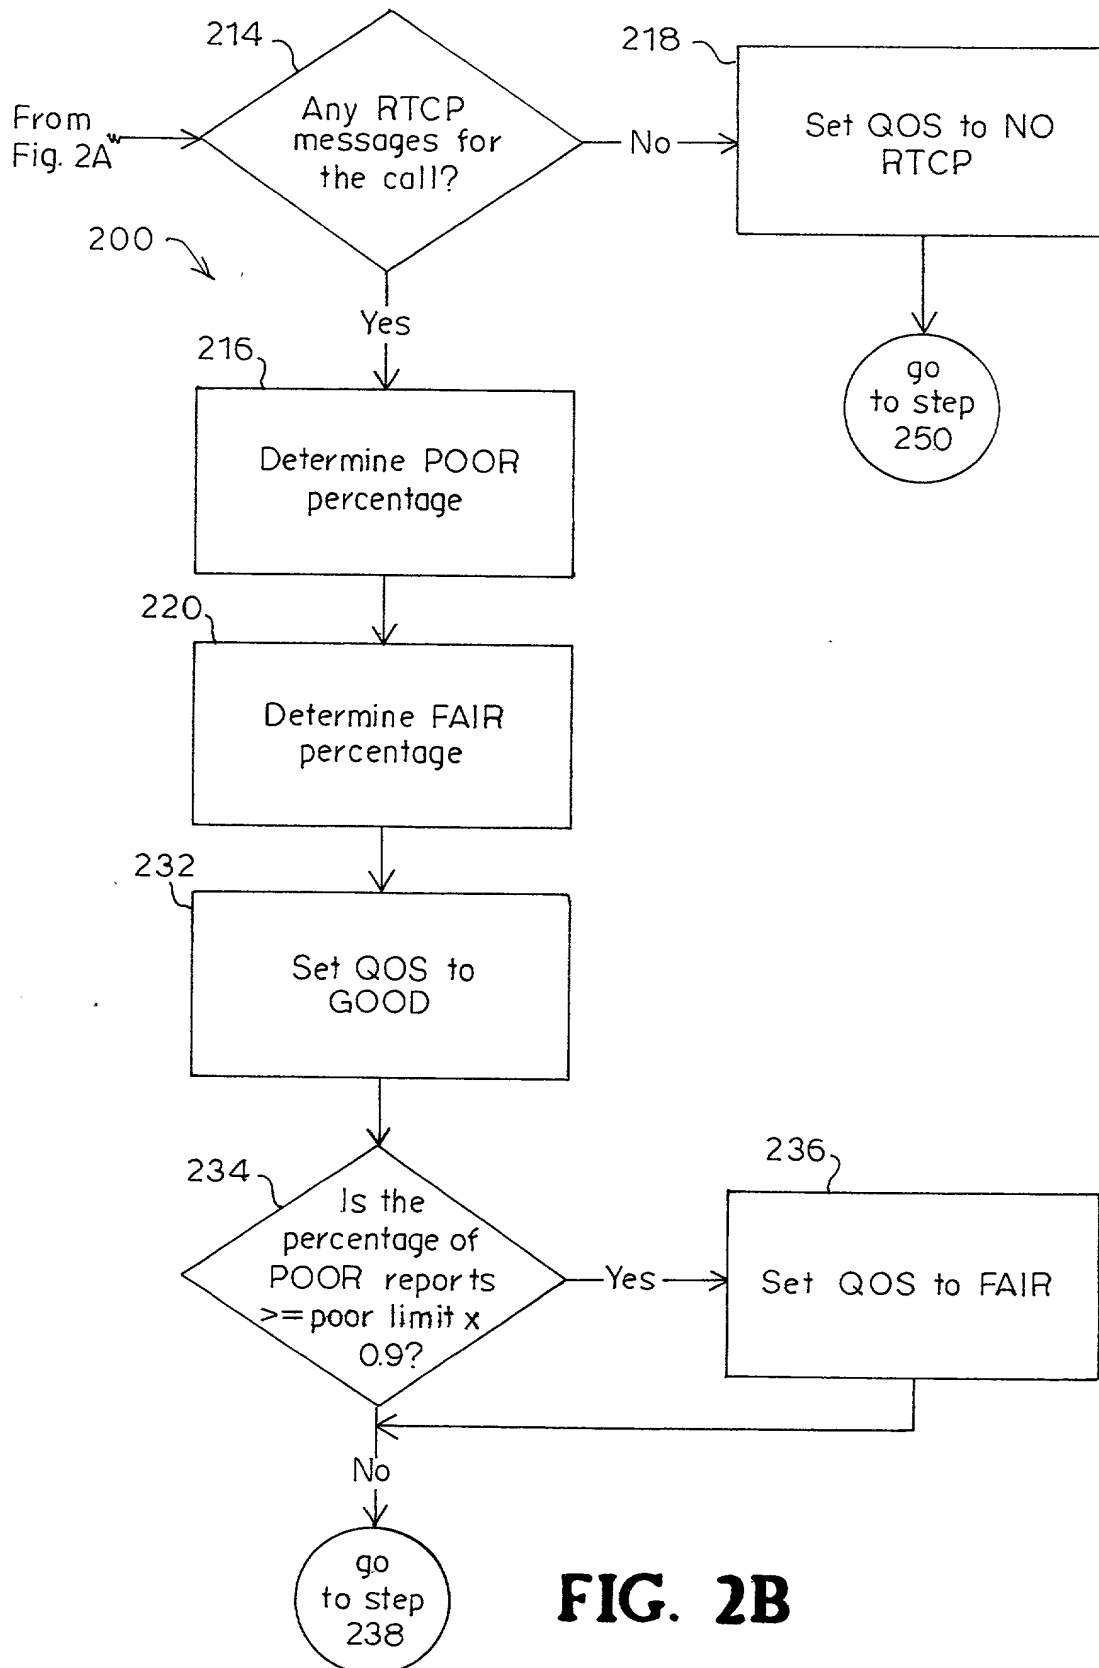 214
218
From
Fig. 2A
Any RTCP
messages for
the call?
No
Set QOS to NO
RTCP
200
Yes
go
to step
250
216
Determine POOR
percentage
220
Determine FAIR
percentage
232
Set QOS to
GOOD
234
Is the
percentage of
POOR reports
>=poor limit x
0.9?
Yes
236
Set QOS to FAIR
No
go
to step
238
FIG. 2B